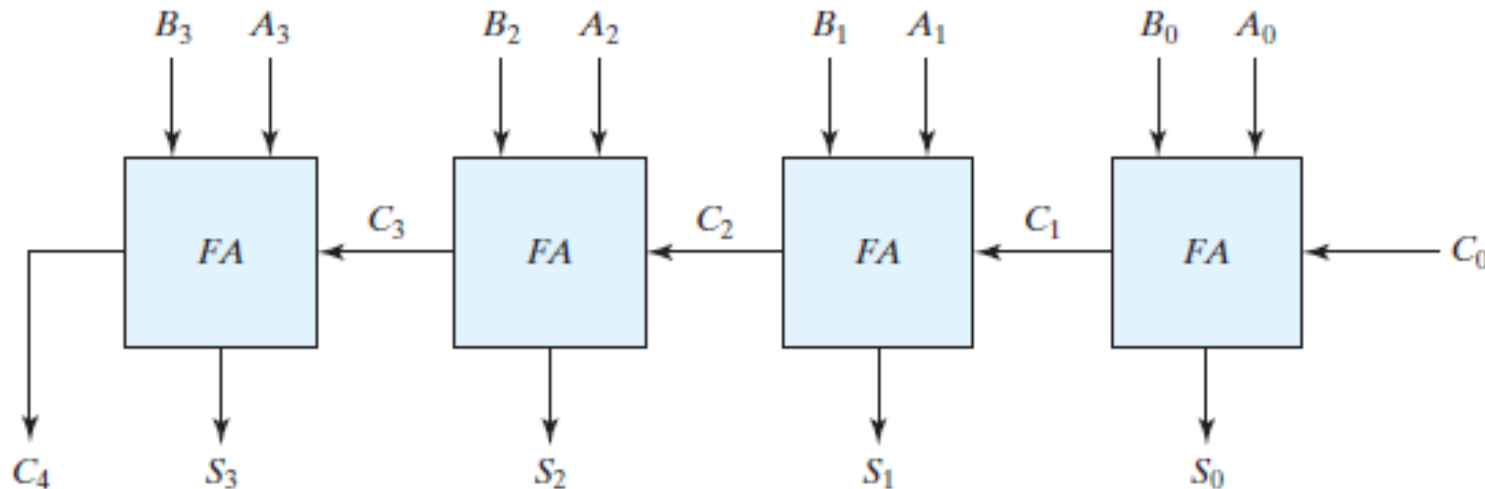 B₃ A₃ B₂ A₂ B₁ A₁ B₀ A₀
C₃ C₂ C₁
FA FA FA FA C₀
C₄ S₃ S₂ S₁ S₀